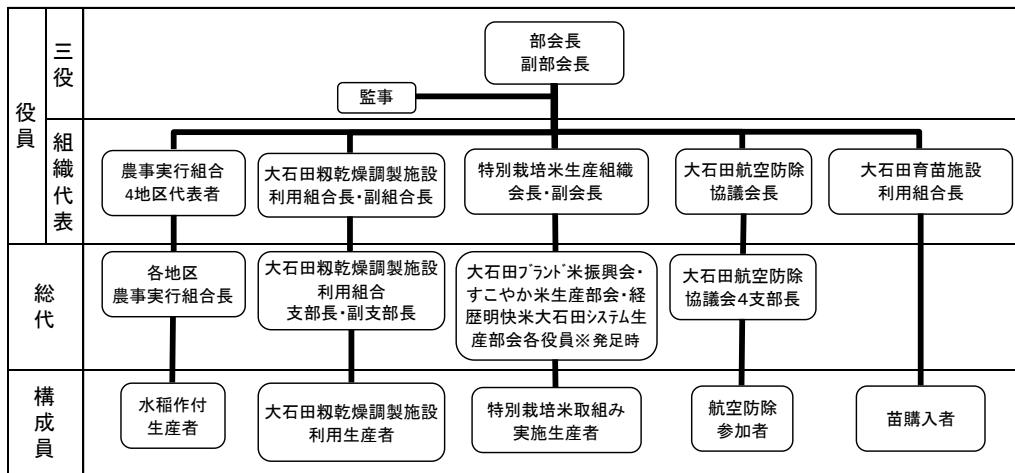 役員
三役
部会長
副部会長
監事
組織代表
農事実行組合
4地区代表者
大石田籾乾燥調製施設
利用組合長・副組合長
特別栽培米生産組織
会長・副会長
大石田航空防除
協議会長
大石田育苗施設
利用組合長
総代
各地区
農事実行組合長
大石田籾乾燥調製施設
利用組合
支部長・副支部長
大石田ﾌﾞﾗﾝﾄﾞ米振興会・
すこやか米生産部会・経
歴明快米大石田ｼｽﾃﾑ生
産部会各役員※発足時
大石田航空防除
協議会4支部長
構成員
水稲作付
生産者
大石田籾乾燥調製施設
利用生産者
特別栽培米取組み
実施生産者
航空防除
参加者
苗購入者